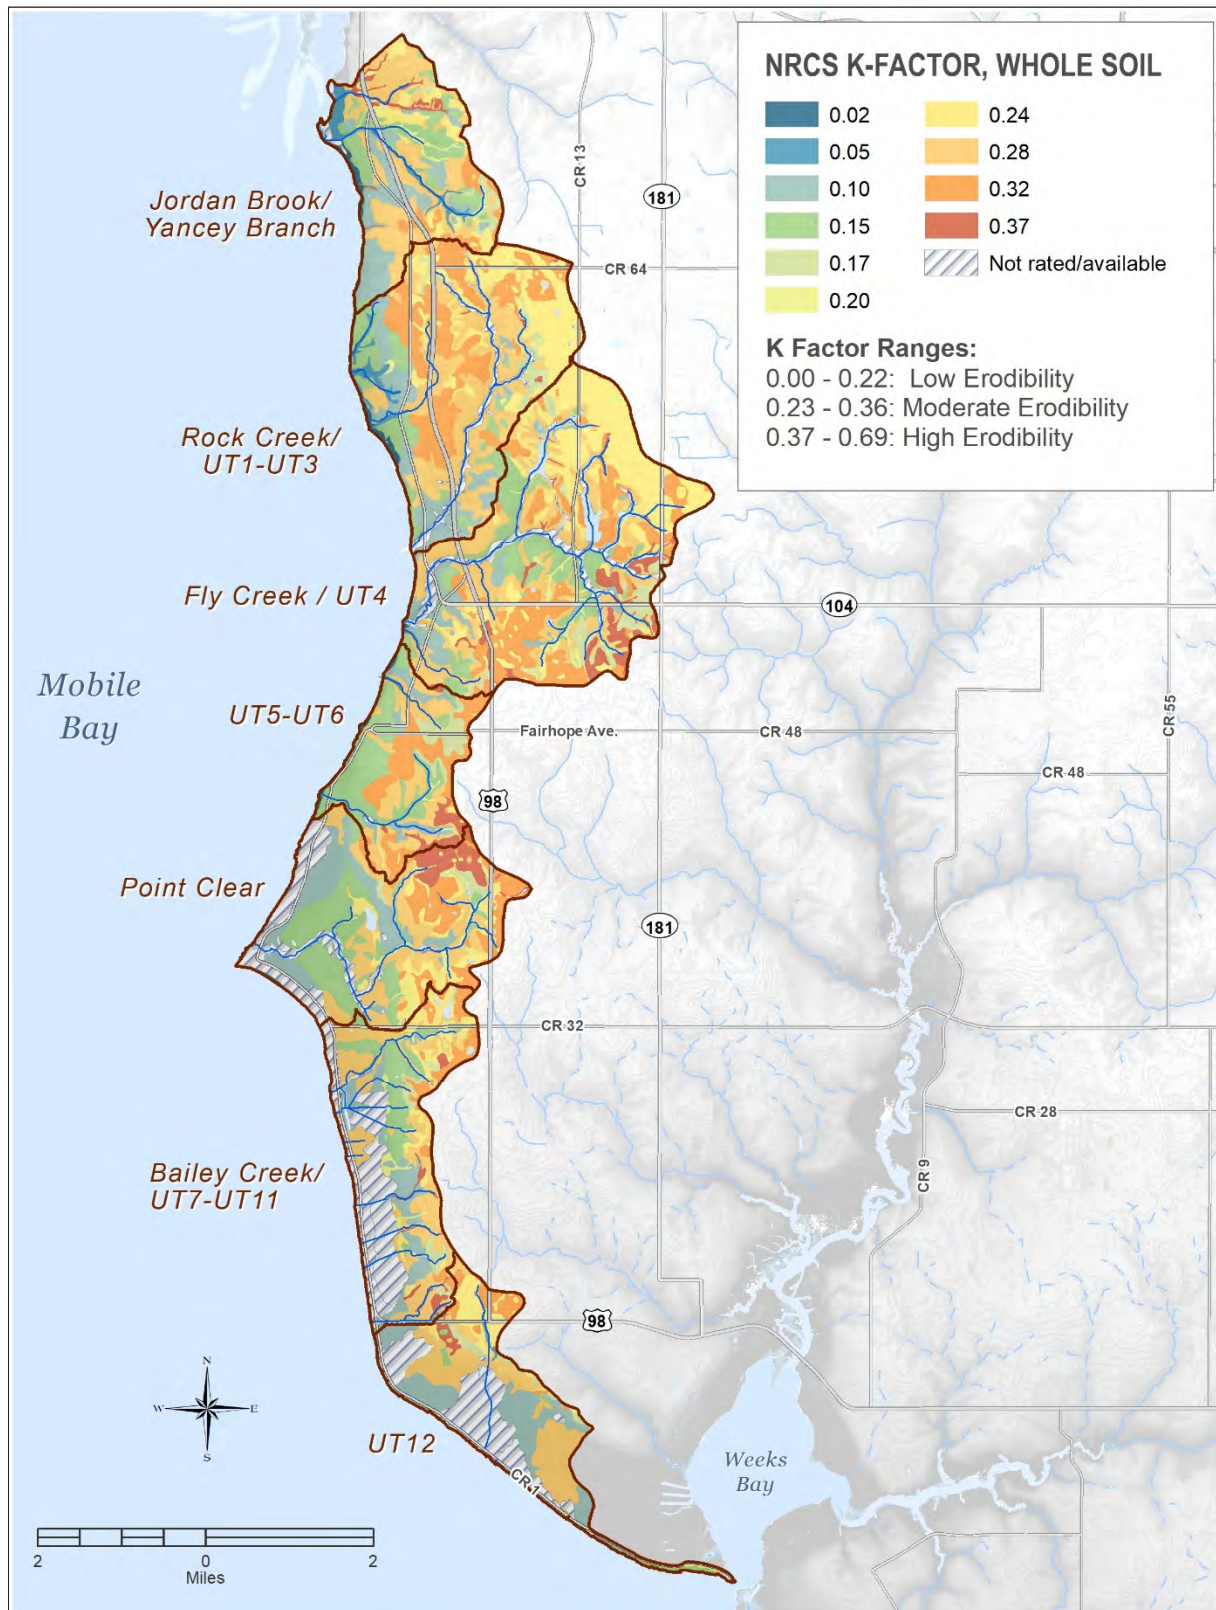 NRCS K-FACTOR, WHOLE SOIL
0.02
0.05
0.10
0.15
0.17
0.20
0.24
0.28
0.32
0.37
Not rated/available
K Factor Ranges:
0.00 - 0.22: Low Erodibility
0.23 - 0.36: Moderate Erodibility
0.37 - 0.69: High Erodibility
CR 13
181
Jordan Brook/
Yancey Branch
CR 64
Rock Creek/
UT1-UT3
Fly Creek / UT4
104
Mobile
Bay
UT5-UT6
Fairhope Ave.
CR 48
CR 55
CR 48
98
Point Clear
181
CR 32
CR 28
Bailey Creek/
UT7-UT11
CR 9
98
N
W
E
S
UT12
CR 1
Weeks
Bay
2
0
2
Miles